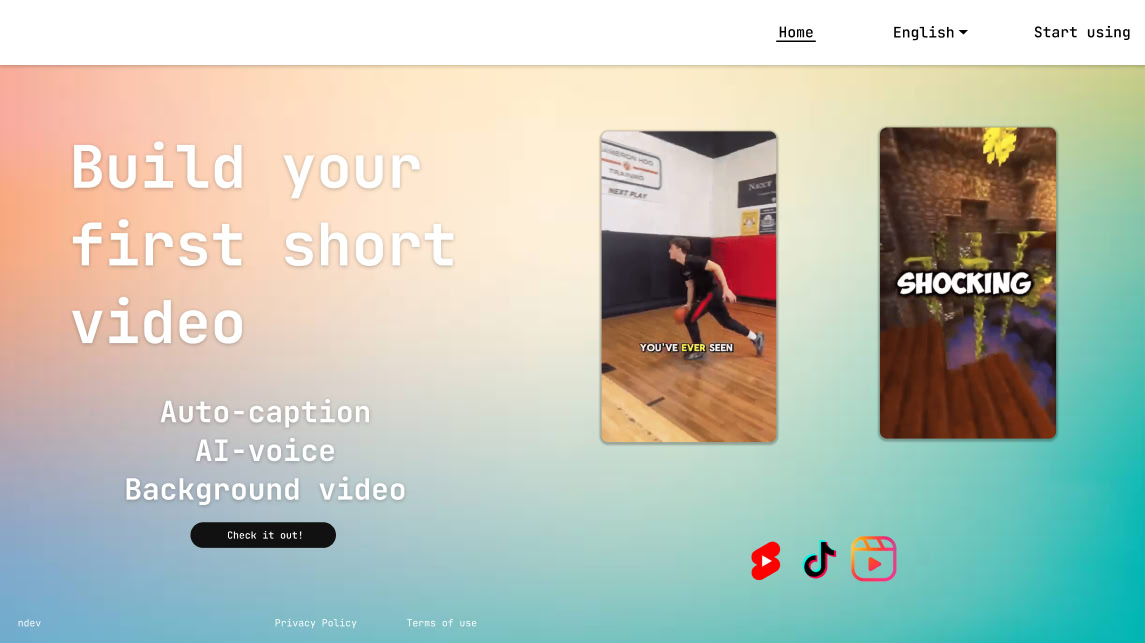 Home
English
Start using
Build your
first short
video
Auto-caption
AI-voice
Background video
Check it out!
TRAINING
NEXT PLAY
NEXT
YOU'VE EVER SEEN
SHOCKING
ndev
Privacy Policy
Terms of use